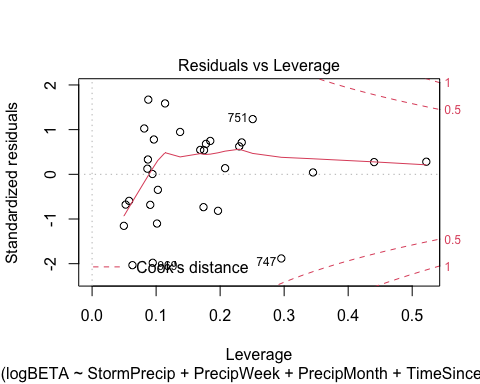 Residuals vs Leverage
Standardized residuals
2
1
0
-1
-2
1
0.5
0.5
1
751
747
Cook's distance
0.0 0.1 0.2 0.3 0.4 0.5
Leverage
(logBETA ~ StormPrecip + PrecipWeek + PrecipMonth + TimeSince